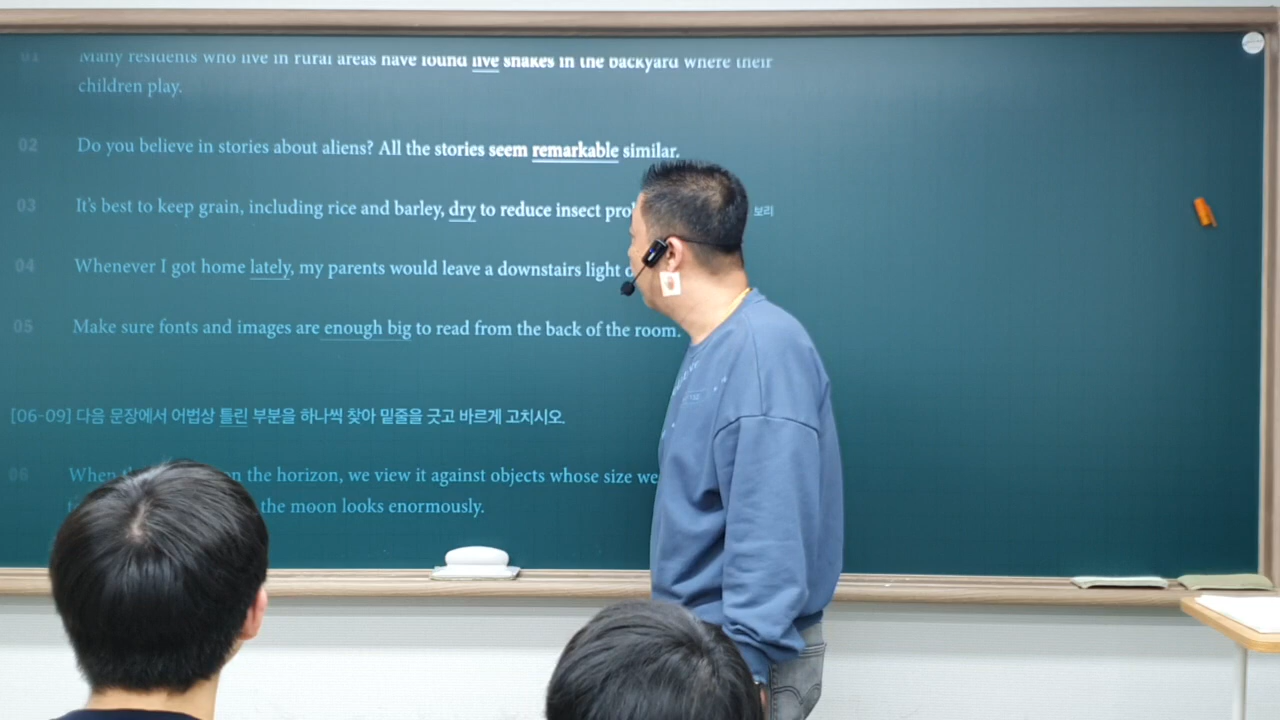 01 Many residents who live in rural areas have found live snakes in the backyard where their
children play.
02 Do you believe in stories about aliens? All the stories seem remarkable similar.
03 It's best to keep grain, including rice and barley, dry to reduce insect pro 보리
04 Whenever I got home lately, my parents would leave a downstairs light
05 Make sure fonts and images are enough big to read from the back of the room.
[06-09] 다음 문장에서 어법상 틀린 부분을 하나씩 찾아 밑줄을 긋고 바르게 고치시오.
06 When on the horizon, we view it against objects whose size we
the moon looks enormously.